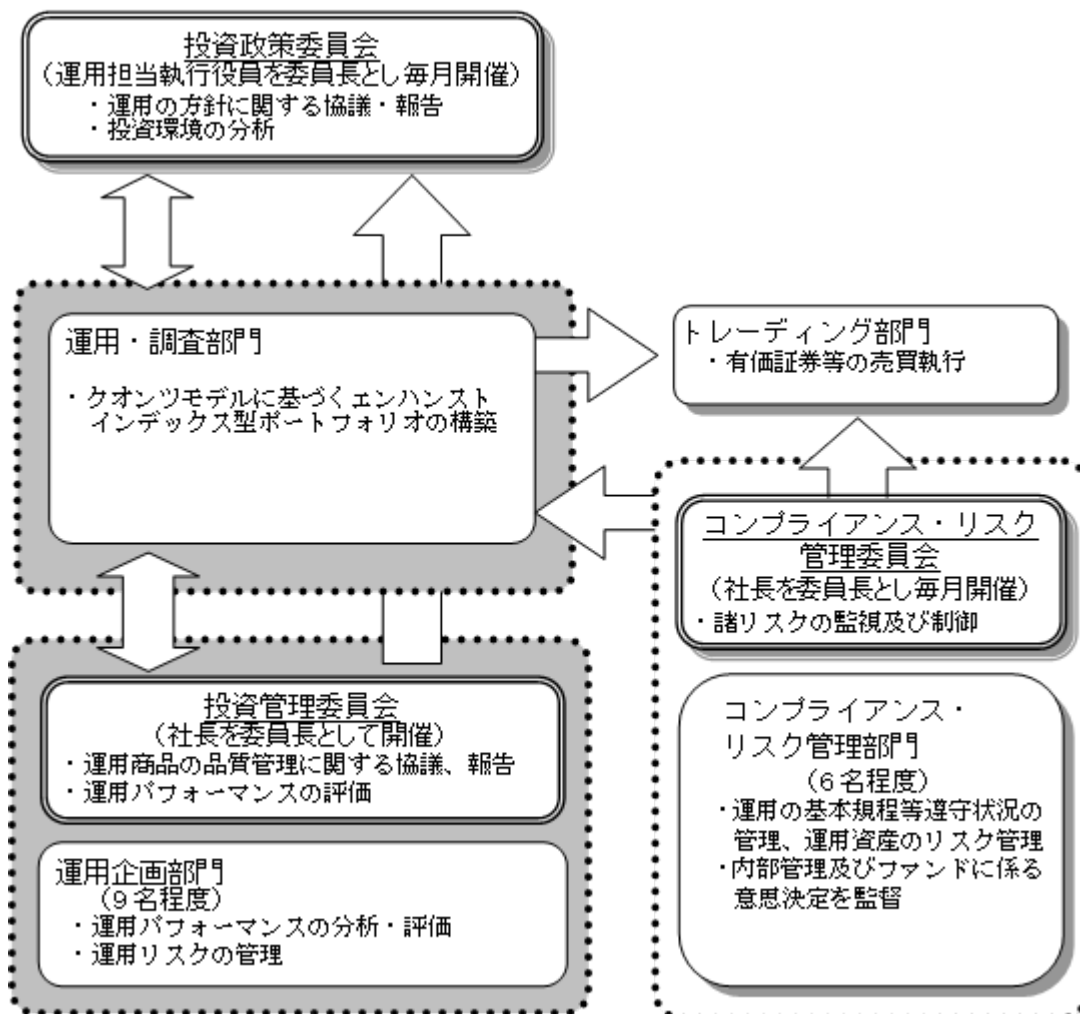 投資政策委員会
(運用担当執行役員を委員長とし毎月開催)
・運用の方針に関する協議・報告
・投資環境の分析
運用・調査部門
・クオンツモデルに基づくエンハンスト
インデックス型ポートフォリオの構築
トレーディング部門
・有価証券等の売買執行
コンプライアンス・リスク
管理委員会
(社長を委員長とし毎月開催)
・諸リスクの監視及び制御
投資管理委員会
(社長を委員長として開催)
・運用商品の品質管理に関する協議、報告
・運用パフォーマンスの評価
コンプライアンス・
リスク管理部門
(6名程度)
・運用の基本規程等遵守状況の
管理、運用資産のリスク管理
・内部管理及びファンドに係る
意思決定を監督
運用企画部門
(9名程度)
・運用パフォーマンスの分析・評価
・運用リスクの管理